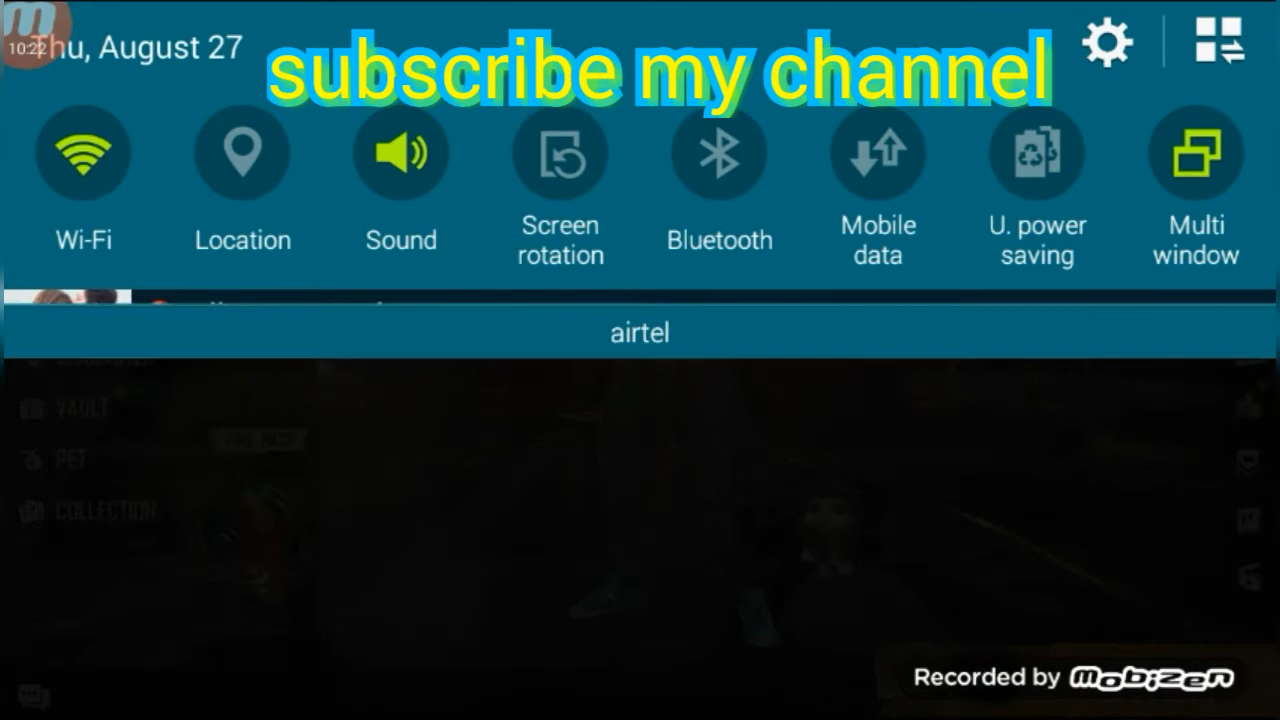 10:22
Thu, August 27
subscribe my channel
Wi-Fi
Location
Sound
Screen
rotation
Bluetooth
Mobile
data
U. power
saving
Multi
window
airtel
VAULT
PET
COLLECTION
Recorded by mobizen